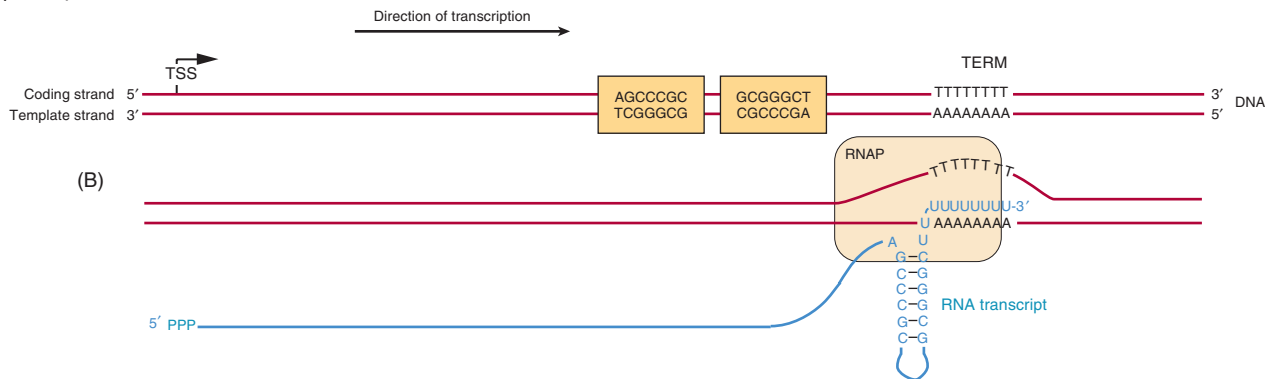 Direction of transcription
TSS
TERM
Coding strand 5′ AGCCCGC GCGGGCT TTTTTTTT 3′
Template strand 3′ TCGGGCG CGCCCGA AAAAAAAA 5′
DNA
(B)
RNAP
TTTTTTTT
UUUUUUUU-3′
U AAAAAAAA
A U
G–C
C–G
C–G
C–G RNA transcript
5′ PPP G–C
C–G